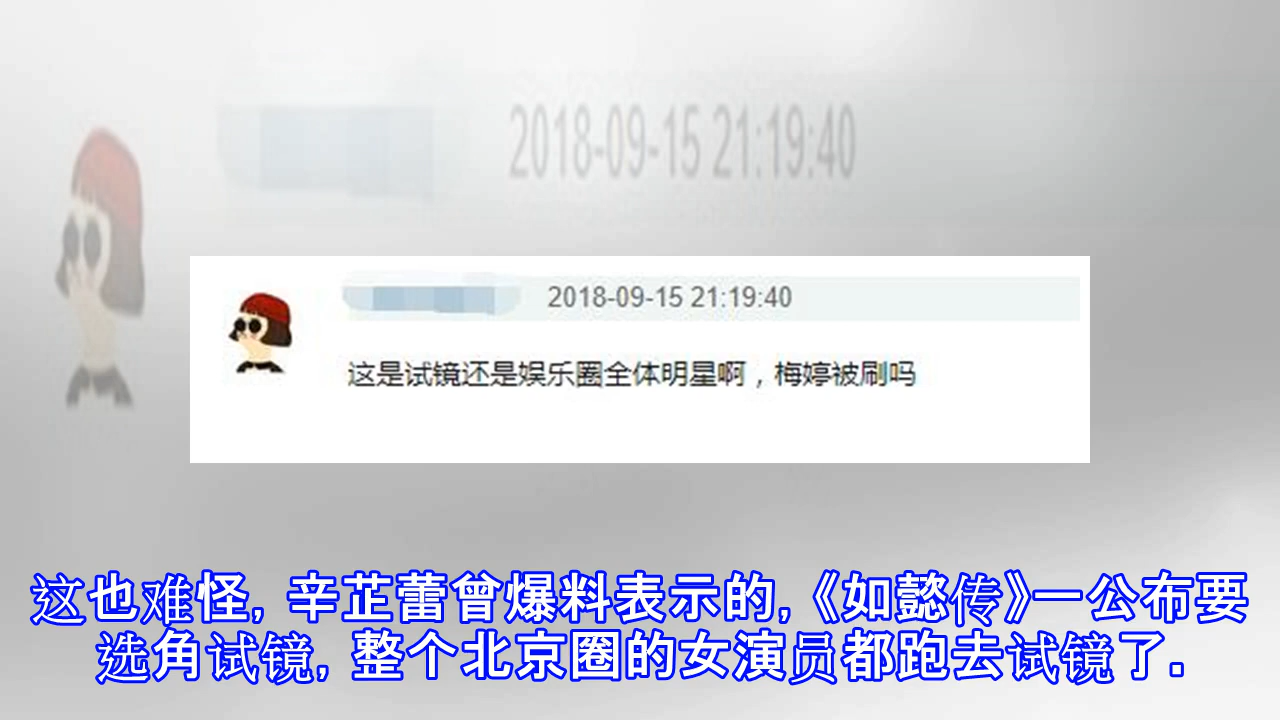 2018-09-15 21:19:40
2018-09-15 21:19:40
这是试镜还是娱乐圈全体明星啊，梅婷被刷吗
这也难怪, 辛芷蕾曾爆料表示的,《如懿传》一公布要
选角试镜, 整个北京圈的女演员都跑去试镜了.